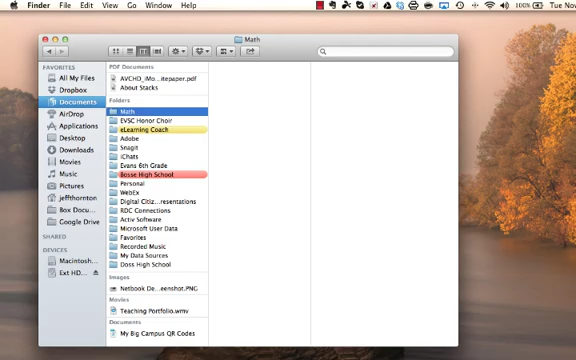 Finder File Edit View Go Window Help
100% Tue Nov
Math
FAVORITES
All My Files
Dropbox
Documents
AirDrop
Applications
Desktop
Downloads
Movies
Music
Pictures
jeffthornton
Box Docu...
Google Drive
SHARED
DEVICES
Macintosh...
Ext HD...
PDF Documents
AVCHD_iMo...itepaper.pdf
About Stacks
Folders
Math
EVSC Honor Choir
eLearning Coach
Adobe
Snagit
iChats
Evans 6th Grade
Bosse High School
Personal
WebEx
Digital Citiz...resentations
RDC Connections
Activ Software
Microsoft User Data
Favorites
Recorded Music
My Data Sources
Doss High School
Images
Netbook De...eenshot.PNG
Movies
Teaching Portfolio.wmv
Documents
My Big Campus QR Codes